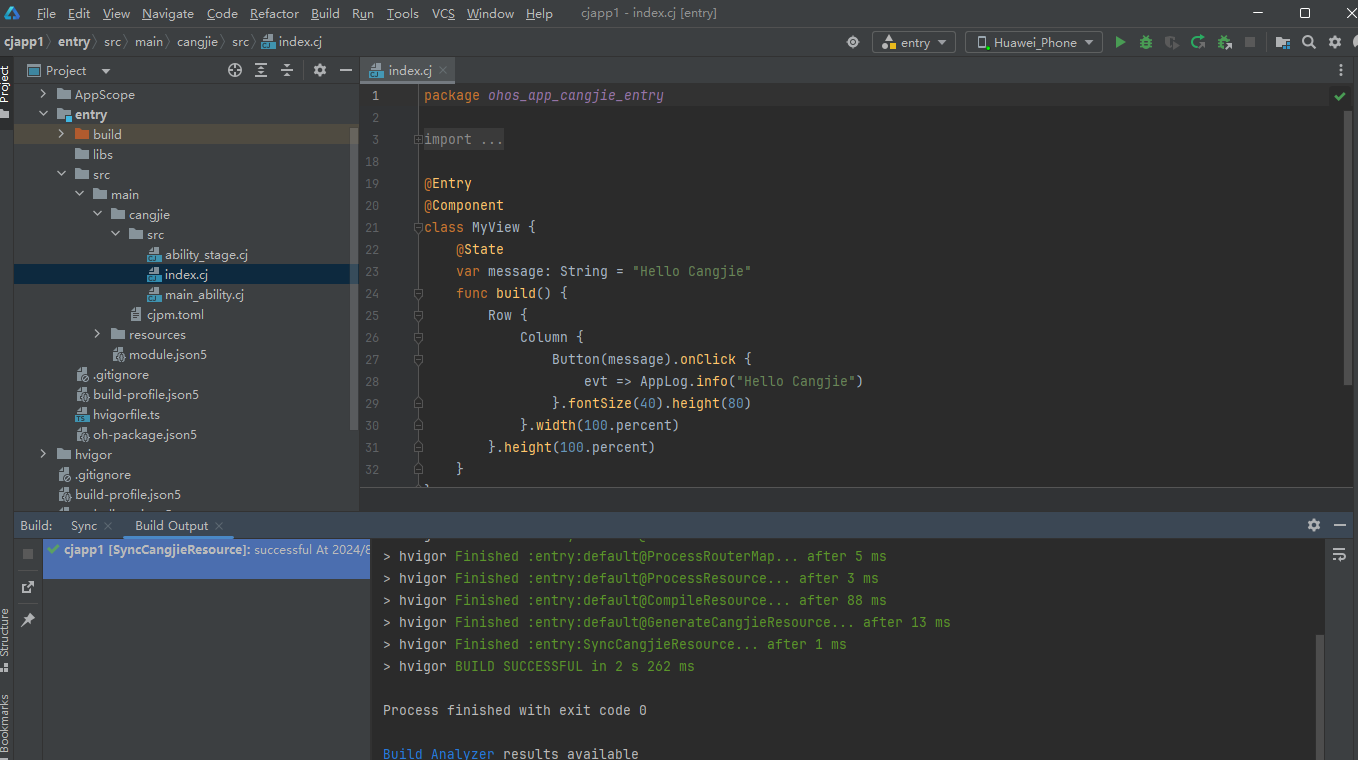 File Edit View Navigate Code Refactor Build Run Tools VCS Window Help cjapp1 - index.cj [entry]
cjapp1 entry src main cangjie src index.cj entry Huawei_Phone
Project
Project
index.cj
AppScope
entry
build
libs
src
main
cangjie
src
ability_stage.cj
index.cj
main_ability.cj
cjpm.toml
resources
module.json5
.gitignore
build-profile.json5
hvigorfile.ts
oh-package.json5
hvigor
.gitignore
build-profile.json5
1 package ohos_app_cangjie_entry
2
3 import ...
18
19 @Entry
20 @Component
21 class MyView {
22 @State
23 var message: String = "Hello Cangjie"
24 func build() {
25 Row {
26 Column {
27 Button(message).onClick {
28 evt => AppLog.info("Hello Cangjie")
29 }.fontSize(40).height(80)
30 }.width(100.percent)
31 }.height(100.percent)
32 }
Build: Sync Build Output
cjapp1 [SyncCangjieResource]: successful At 2024/8
> hvigor Finished :entry:default@ProcessRouterMap... after 5 ms
> hvigor Finished :entry:default@ProcessResource... after 3 ms
> hvigor Finished :entry:default@CompileResource... after 88 ms
> hvigor Finished :entry:default@GenerateCangjieResource... after 13 ms
> hvigor Finished :entry:SyncCangjieResource... after 1 ms
> hvigor BUILD SUCCESSFUL in 2 s 262 ms
Process finished with exit code 0
Build Analyzer results available
Structure
Bookmarks